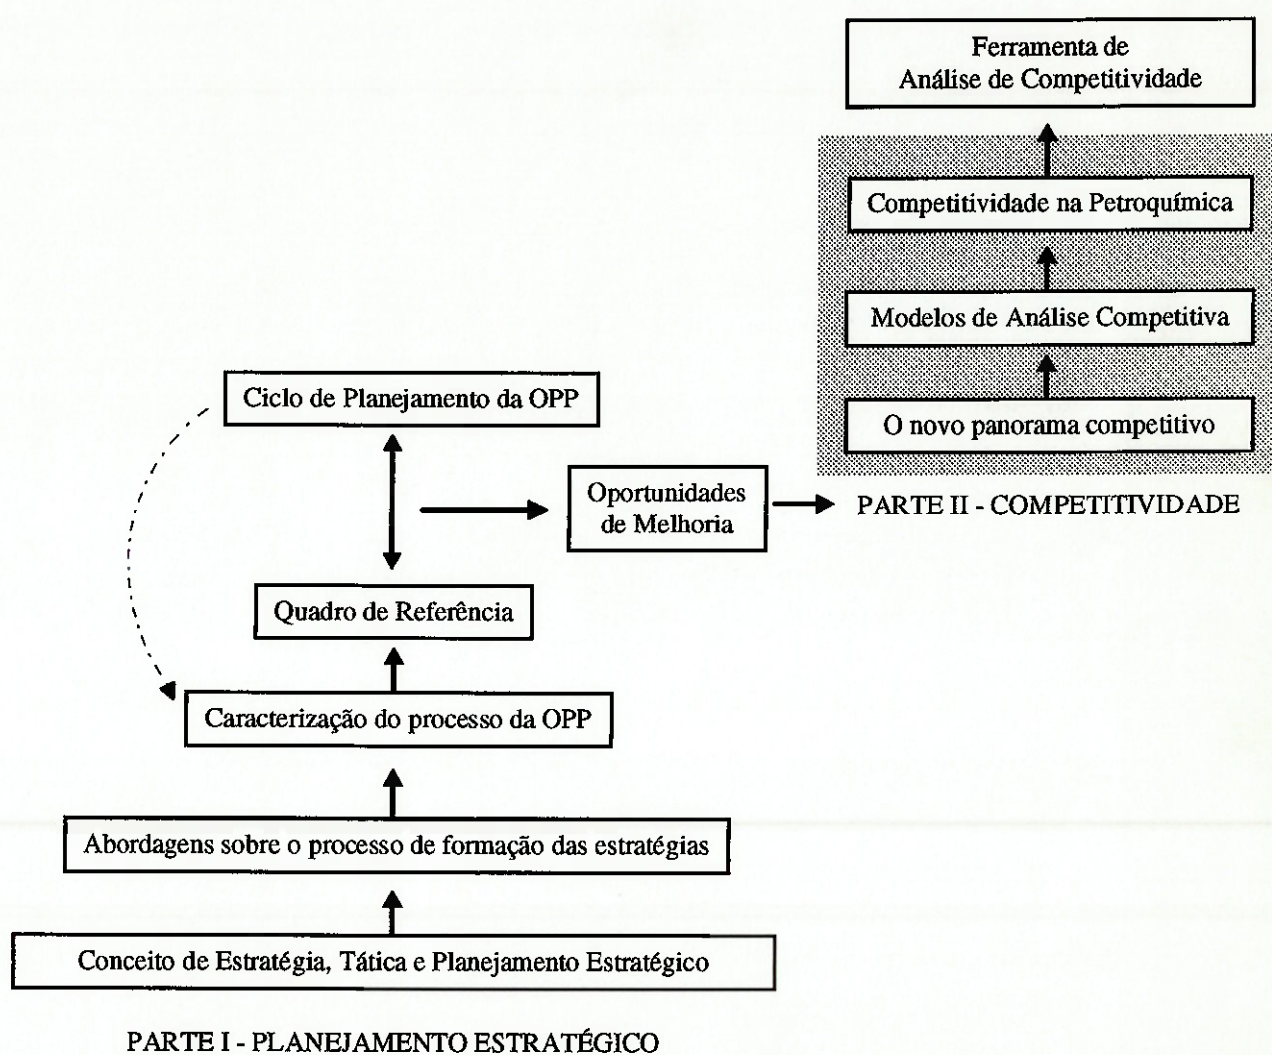 Ferramenta de
Análise de Competitividade
Competitividade na Petroquímica
Modelos de Análise Competitiva
O novo panorama competitivo
PARTE II - COMPETITIVIDADE
Ciclo de Planejamento da OPP
Oportunidades
de Melhoria
Quadro de Referência
Caracterização do processo da OPP
Abordagens sobre o processo de formação das estratégias
Conceito de Estratégia, Tática e Planejamento Estratégico
PARTE I - PLANEJAMENTO ESTRATÉGICO